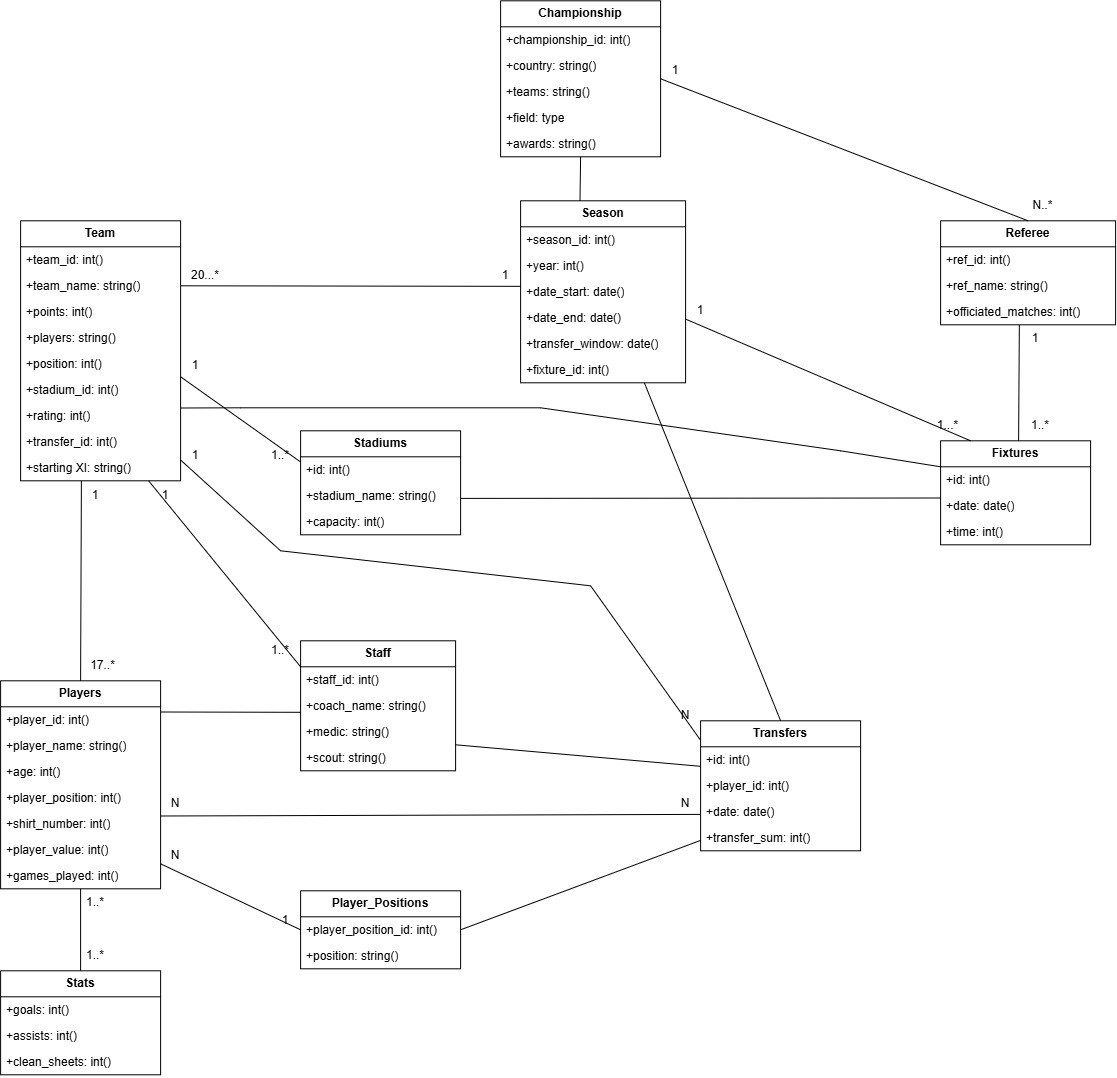 Championship
+championship_id: int()
+country: string()
+teams: string()
+field: type
+awards: string()
1
N..*
Season
+season_id: int()
+year: int()
+date_start: date()
+date_end: date()
+transfer_window: date()
+fixture_id: int()
20...*
1
1
1...*
Team
+team_id: int()
+team_name: string()
+points: int()
+players: string()
+position: int()
+stadium_id: int()
+rating: int()
+transfer_id: int()
+starting XI: string()
Referee
+ref_id: int()
+ref_name: string()
+officiated_matches: int()
1
1..*
1
1..*
Stadiums
+id: int()
+stadium_name: string()
+capacity: int()
Fixtures
+id: int()
+date: date()
+time: int()
1
1
1
1..*
17..*
Staff
+staff_id: int()
+coach_name: string()
+medic: string()
+scout: string()
Players
+player_id: int()
+player_name: string()
+age: int()
+player_position: int()
+shirt_number: int()
+player_value: int()
+games_played: int()
N
Transfers
+id: int()
+player_id: int()
+date: date()
+transfer_sum: int()
N
N
N
1
Player_Positions
+player_position_id: int()
+position: string()
1..*
1..*
Stats
+goals: int()
+assists: int()
+clean_sheets: int()